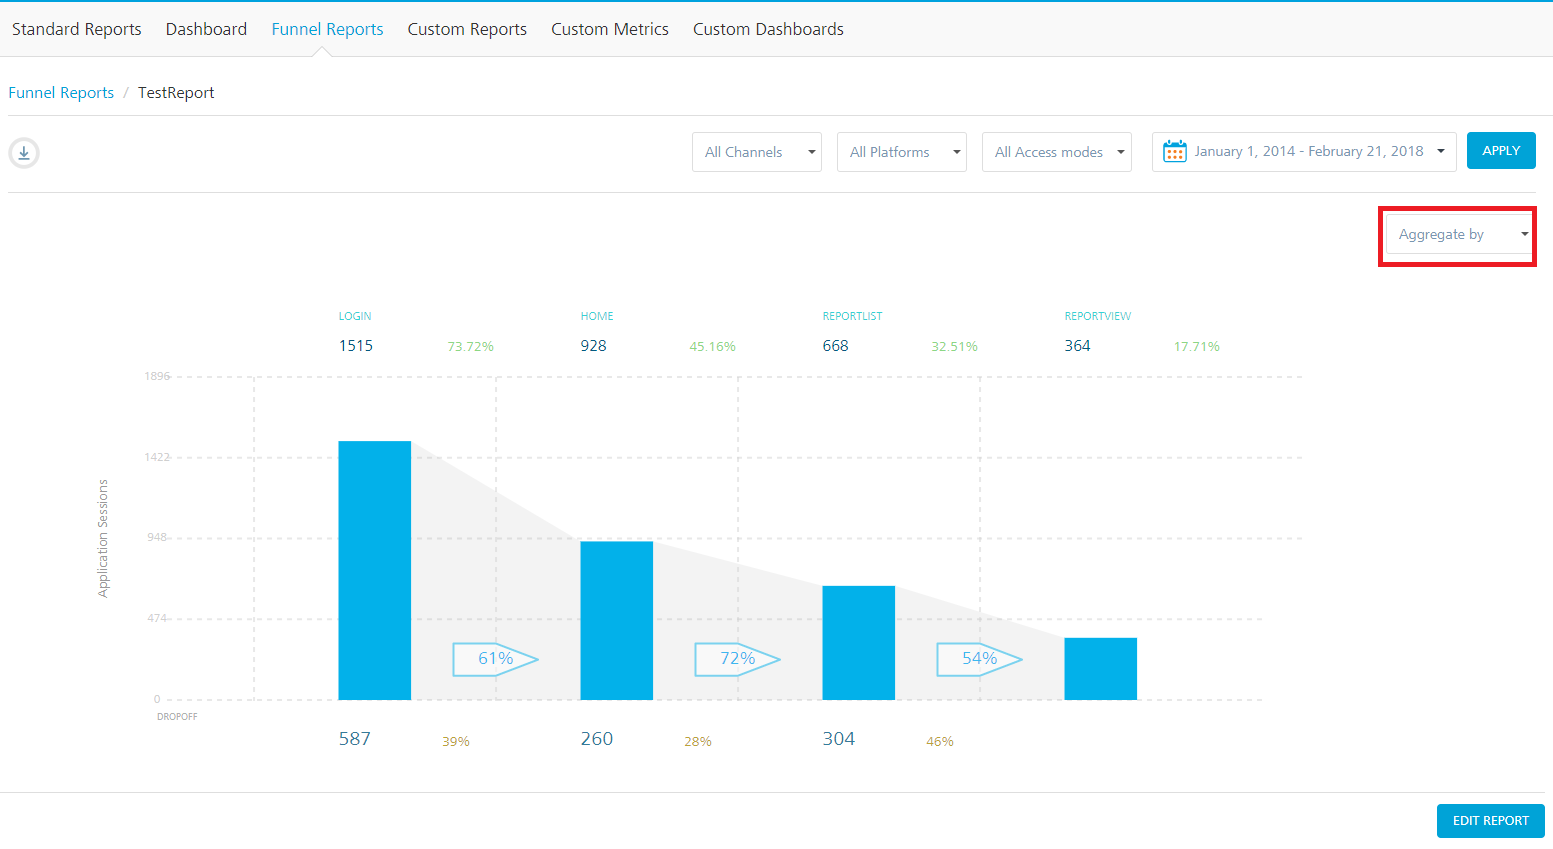 Standard Reports Dashboard Funnel Reports Custom Reports Custom Metrics Custom Dashboards
Funnel Reports / TestReport
All Channels All Platforms All Access modes January 1, 2014 - February 21, 2018 APPLY
Aggregate by
LOGIN HOME REPORTLIST REPORTVIEW
1515 73.72% 928 45.16% 668 32.51% 364 17.71%
1896
1422
948
474
0
Application Sessions
61% 72% 54%
DROPOFF
587 39% 260 28% 304 46%
EDIT REPORT